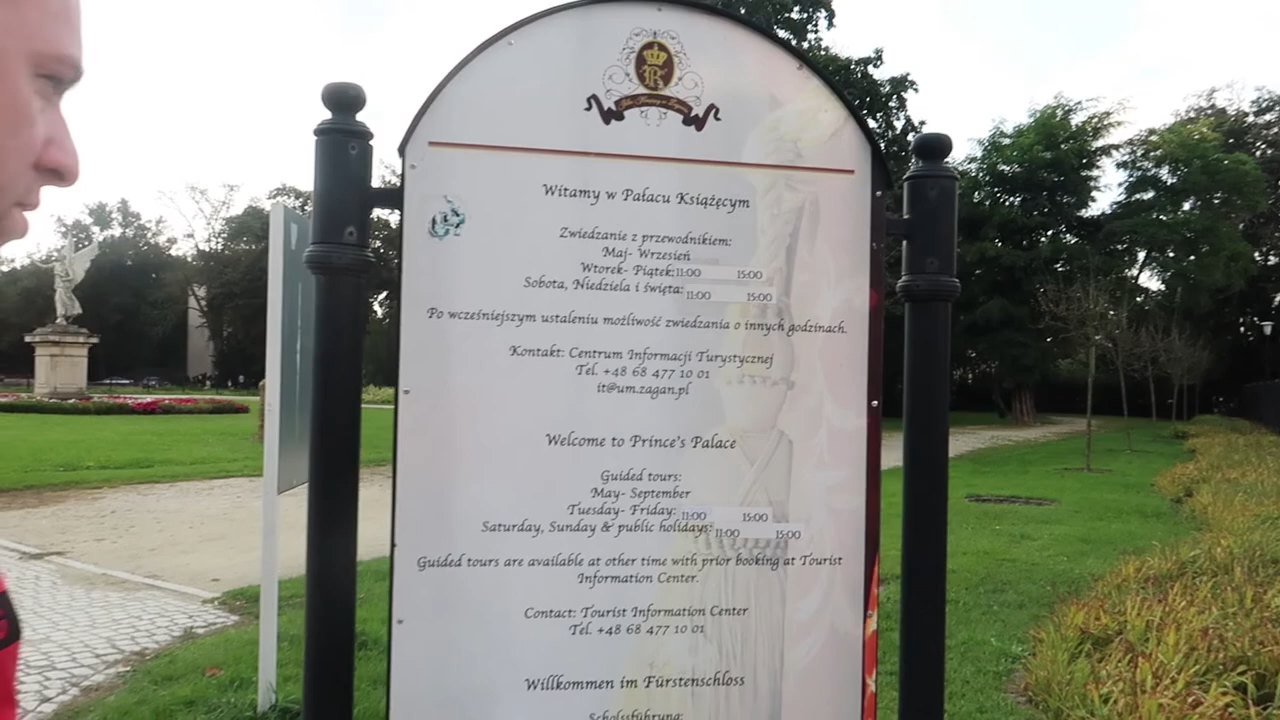 Witamy w Pałacu Książęcym
Zwiedzanie z przewodnikiem:
Maj- Wrzesień
Wtorek- Piątek: 11:00 15:00
Sobota, Niedziela i święta: 11:00 15:00
Po wcześniejszym ustaleniu możliwość zwiedzania o innych godzinach.
Kontakt: Centrum Informacji Turystycznej
Tel. +48 68 477 10 01
it@um.zagan.pl
Welcome to Prince's Palace
Guided tours:
May- September
Tuesday- Friday: 11:00 15:00
Saturday, Sunday & public holidays: 11:00 15:00
Guided tours are available at other time with prior booking at Tourist
Information Center.
Contact: Tourist Information Center
Tel. +48 68 477 10 01
Willkommen im Fürstenschloss
Scholssführung: